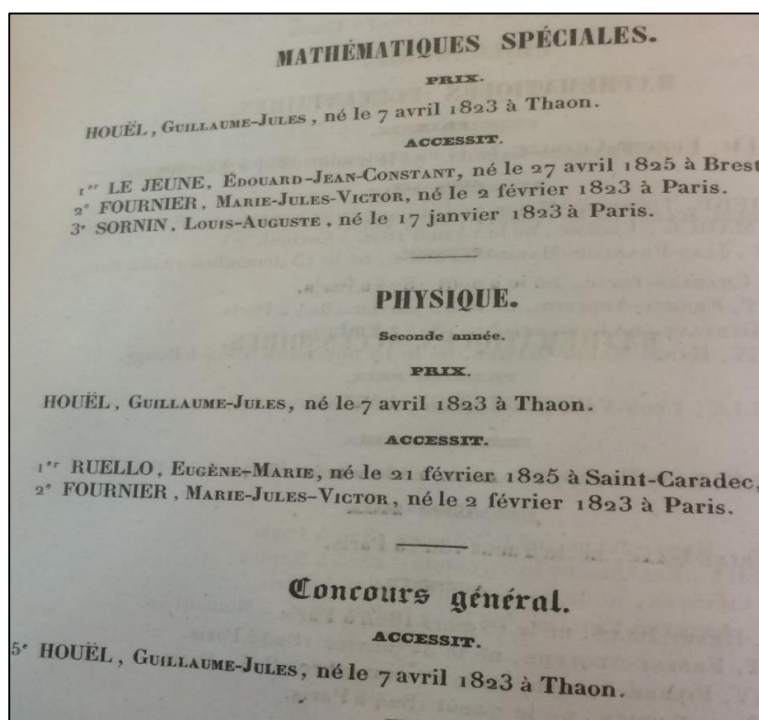 MATHÉMATIQUES SPÉCIALES.
PRIX.
HOUËL, GUILLAUME-JULES, né le 7 avril 1823 à Thaon.
ACCESSIT.
1er LE JEUNE, ÉDOUARD-JEAN-CONSTANT, né le 27 avril 1825 à Brest
2e FOURNIER, MARIE-JULES-VICTOR, né le 2 février 1823 à Paris.
3e SORNIN, LOUIS-AUGUSTE, né le 17 janvier 1823 à Paris.
PHYSIQUE.
Seconde année.
PRIX.
HOUËL, GUILLAUME-JULES, né le 7 avril 1823 à Thaon.
ACCESSIT.
1er RUELLO, EUGÈNE-MARIE, né le 21 février 1825 à Saint-Caradec,
2e FOURNIER, MARIE-JULES-VICTOR, né le 2 février 1823 à Paris.
Concours général.
ACCESSIT.
5e HOUËL, GUILLAUME-JULES, né le 7 avril 1823 à Thaon.